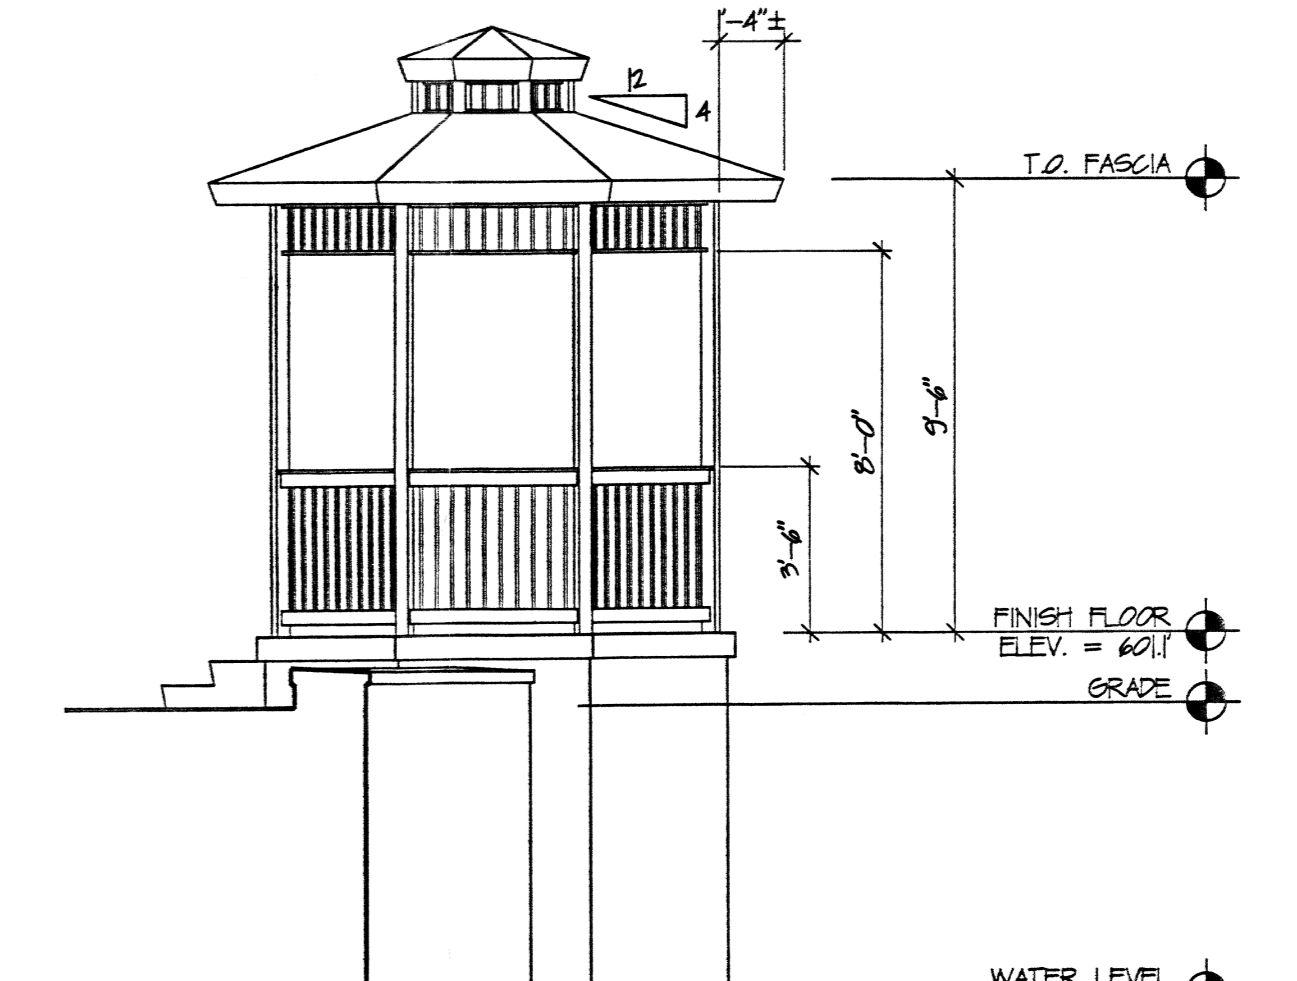 1'-4"±
12
4
T.O. FASCIA
9'-6"
8'-0"
3'-6"
FINISH FLOOR
ELEV. = 601.1'
GRADE
WATER LEVEL